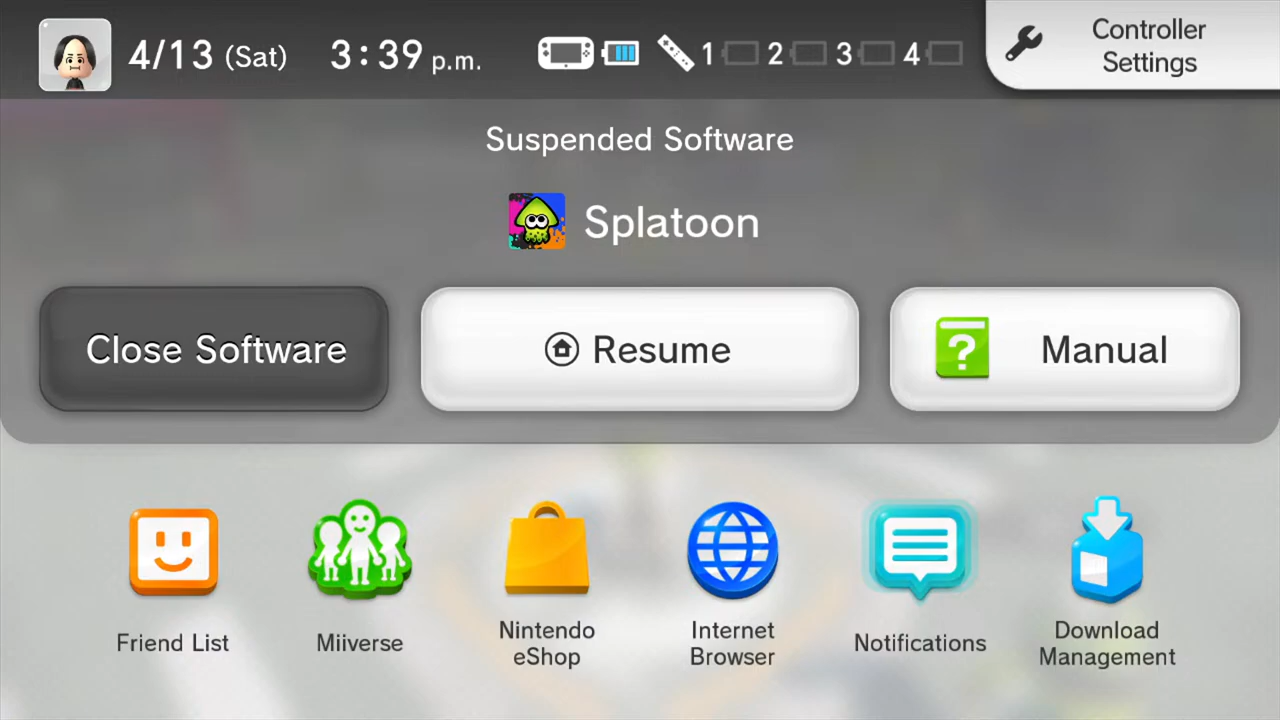 4/13 (Sat) 3:39 p.m. 1 2 3 4
Controller
Settings
Suspended Software
Splatoon
Close Software Resume ? Manual
Friend List Miiverse Nintendo
eShop Internet
Browser Notifications Download
Management